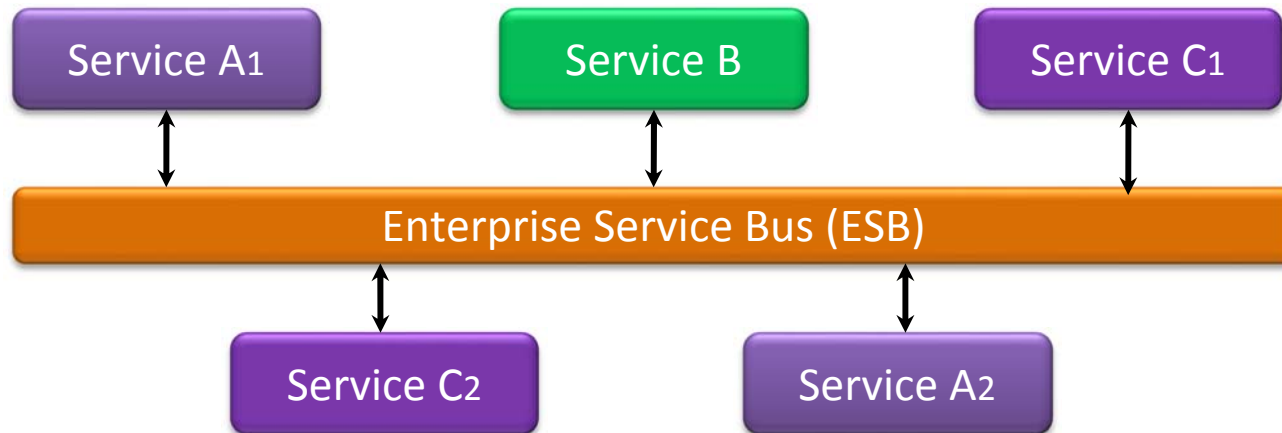 Service A1
Service B
Service C1
Enterprise Service Bus (ESB)
Service C2
Service A2